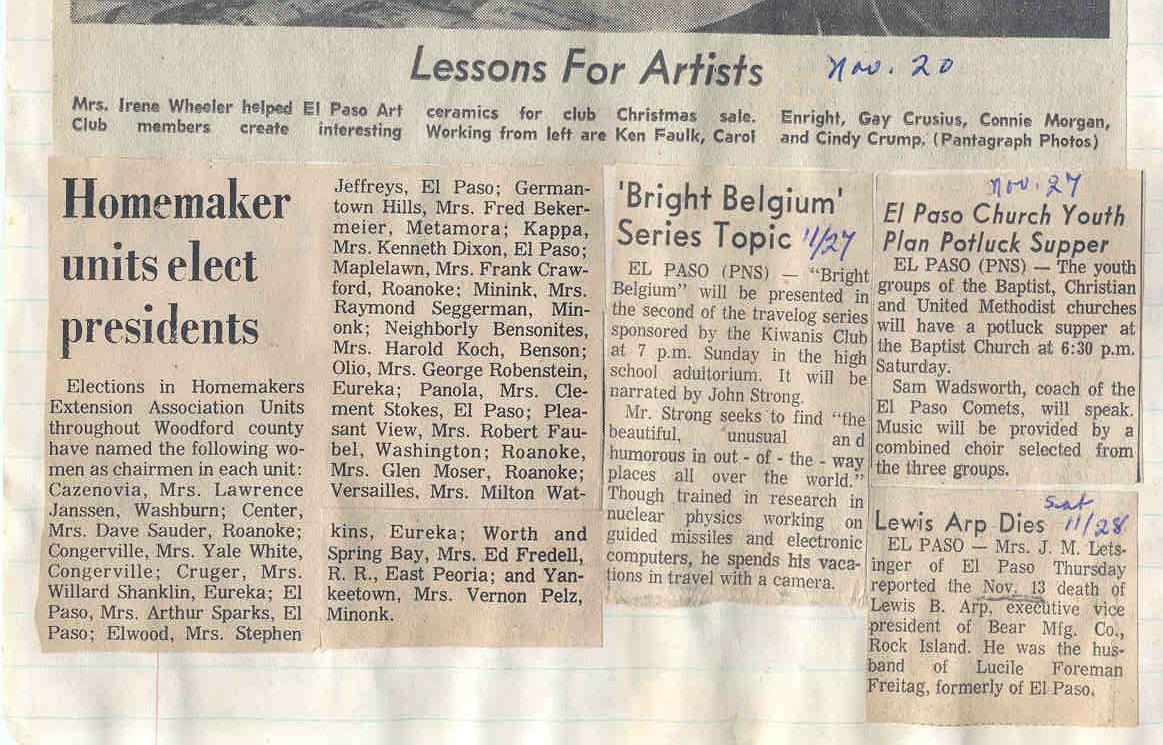 Lessons For Artists
nov. 20
Mrs. Irene Wheeler helped El Paso Art
Club members create interesting
ceramics for club Christmas sale.
Working from left are Ken Faulk, Carol
Enright, Gay Crusius, Connie Morgan,
and Cindy Crump. (Pantagraph Photos)
Homemaker
units elect
presidents
Elections in Homemakers
Extension Association Units
throughout Woodford county
have named the following wo-
men as chairmen in each unit:
Cazenovia, Mrs. Lawrence
Janssen, Washburn; Center,
Mrs. Dave Sauder, Roanoke;
Congerville, Mrs. Yale White,
Congerville; Cruger, Mrs.
Willard Shanklin, Eureka; El
Paso, Mrs. Arthur Sparks, El
Paso; Elwood, Mrs. Stephen
Jeffreys, El Paso; German-
town Hills, Mrs. Fred Beker-
meier, Metamora; Kappa,
Mrs. Kenneth Dixon, El Paso;
Maplelawn, Mrs. Frank Craw-
ford, Roanoke; Minink, Mrs.
Raymond Seggerman, Min-
onk; Neighborly Bensonites,
Mrs. Harold Koch, Benson;
Olio, Mrs. George Robenstein,
Eureka; Panola, Mrs. Cle-
ment Stokes, El Paso; Plea-
sant View, Mrs. Robert Fau-
bel, Washington; Roanoke,
Mrs. Glen Moser, Roanoke;
Versailles, Mrs. Milton Wat-
kins, Eureka; Worth and
Spring Bay, Mrs. Ed Fredell,
R. R., East Peoria; and Yan-
keetown, Mrs. Vernon Pelz,
Minonk.
'Bright Belgium'
Series Topic 11/27
EL PASO (PNS) — "Bright
Belgium" will be presented in
the second of the travelog series
sponsored by the Kiwanis Club
at 7 p.m. Sunday in the high
school aduitorium. It will be
narrated by John Strong.
Mr. Strong seeks to find "the
beautiful, unusual and
humorous in out - of - the - way
places all over the world."
Though trained in research in
nuclear physics working on
guided missiles and electronic
computers, he spends his vaca-
tions in travel with a camera.
nov. 27
El Paso Church Youth
Plan Potluck Supper
EL PASO (PNS) — The youth
groups of the Baptist, Christian
and United Methodist churches
will have a potluck supper at
the Baptist Church at 6:30 p.m.
Saturday.
Sam Wadsworth, coach of the
El Paso Comets, will speak.
Music will be provided by a
combined choir selected from
the three groups.
Sat
Lewis Arp Dies 11/28
EL PASO — Mrs. J. M. Lets-
inger of El Paso Thursday
reported the Nov. 13 death of
Lewis B. Arp, executive vice
president of Bear Mfg. Co.,
Rock Island. He was the hus-
band of Lucile Foreman
Freitag, formerly of El Paso.